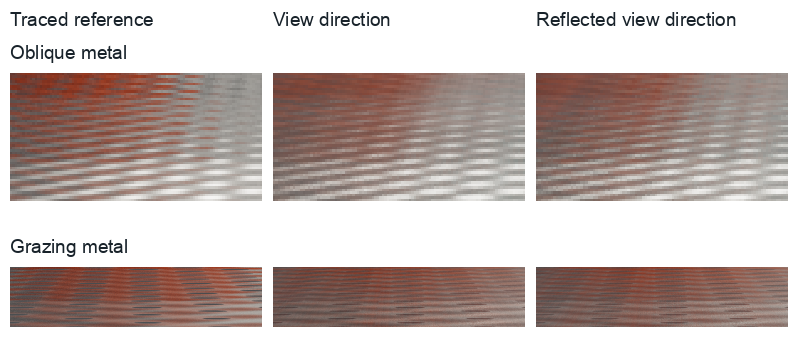 Traced reference
View direction
Reflected view direction
Oblique metal
Grazing metal